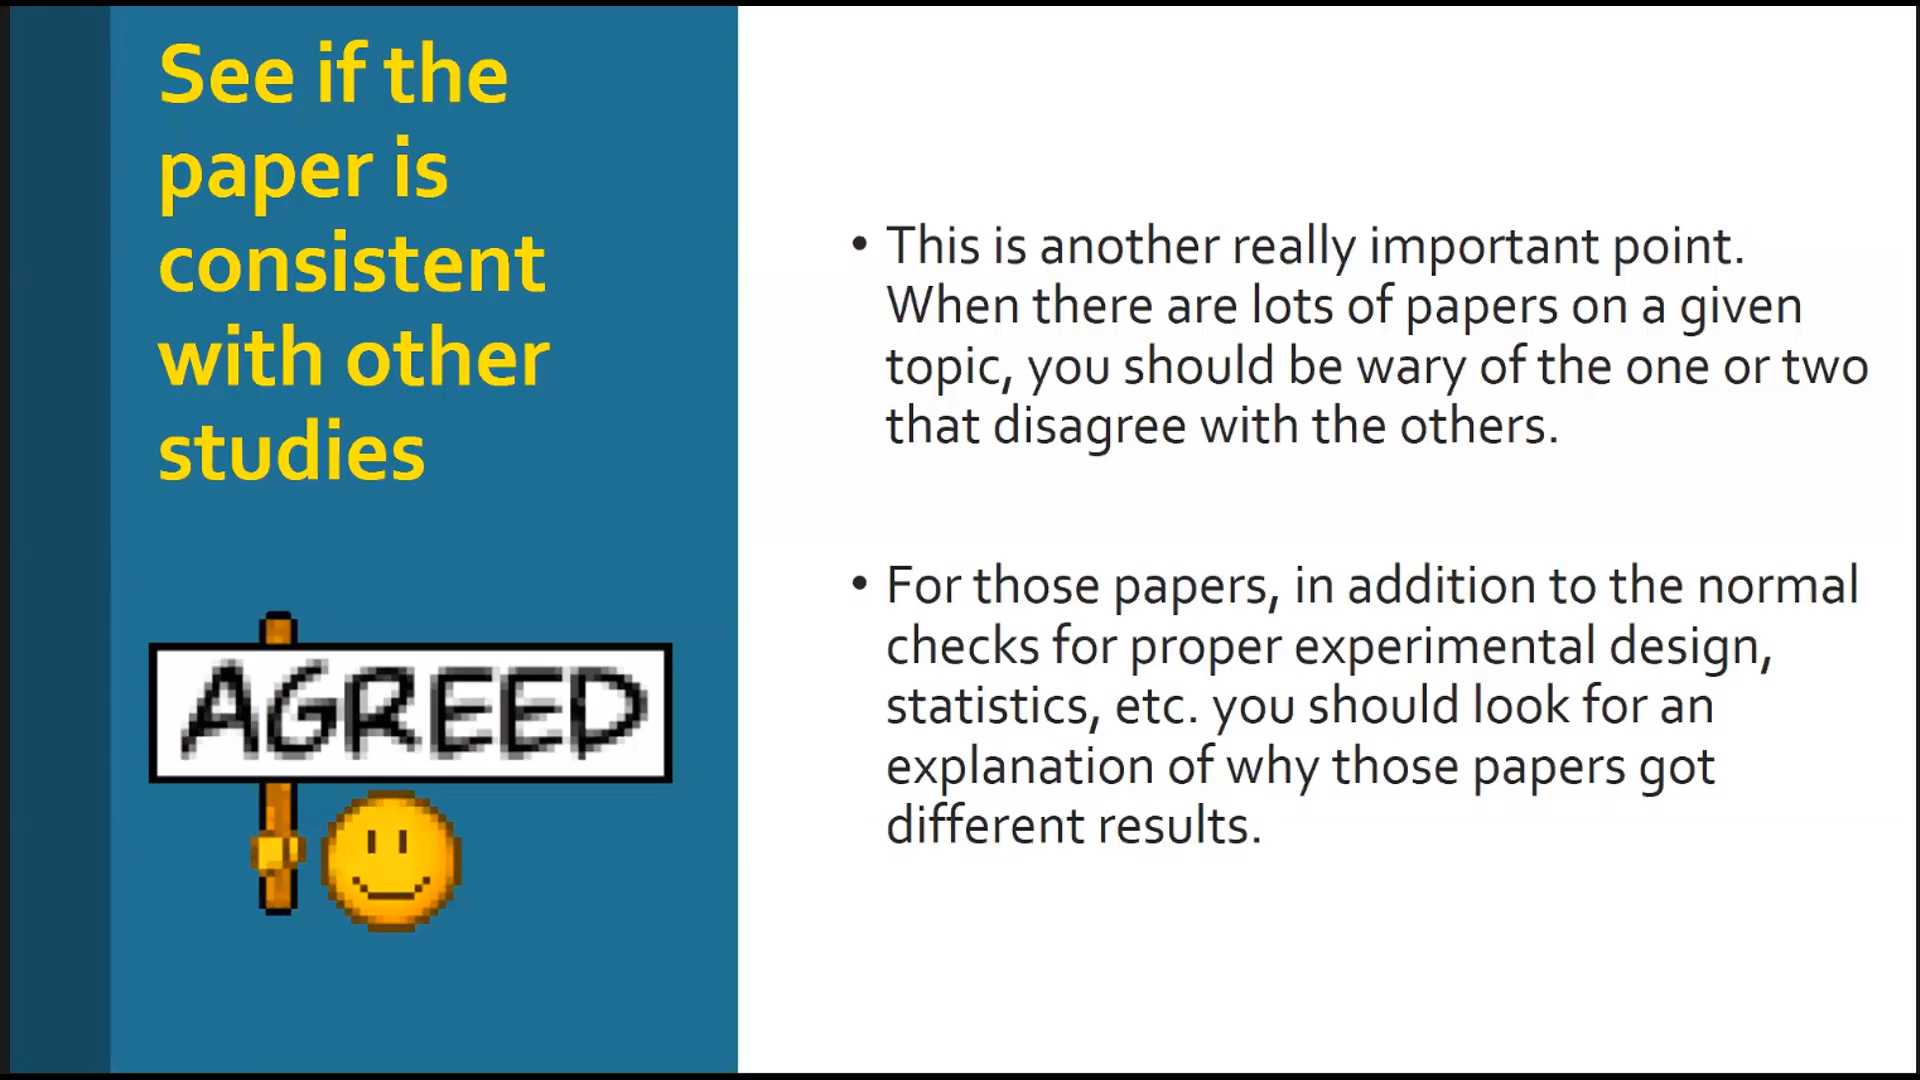 See if the
paper is
consistent
with other
studies
AGREED
• This is another really important point.
When there are lots of papers on a given
topic, you should be wary of the one or two
that disagree with the others.
• For those papers, in addition to the normal
checks for proper experimental design,
statistics, etc. you should look for an
explanation of why those papers got
different results.